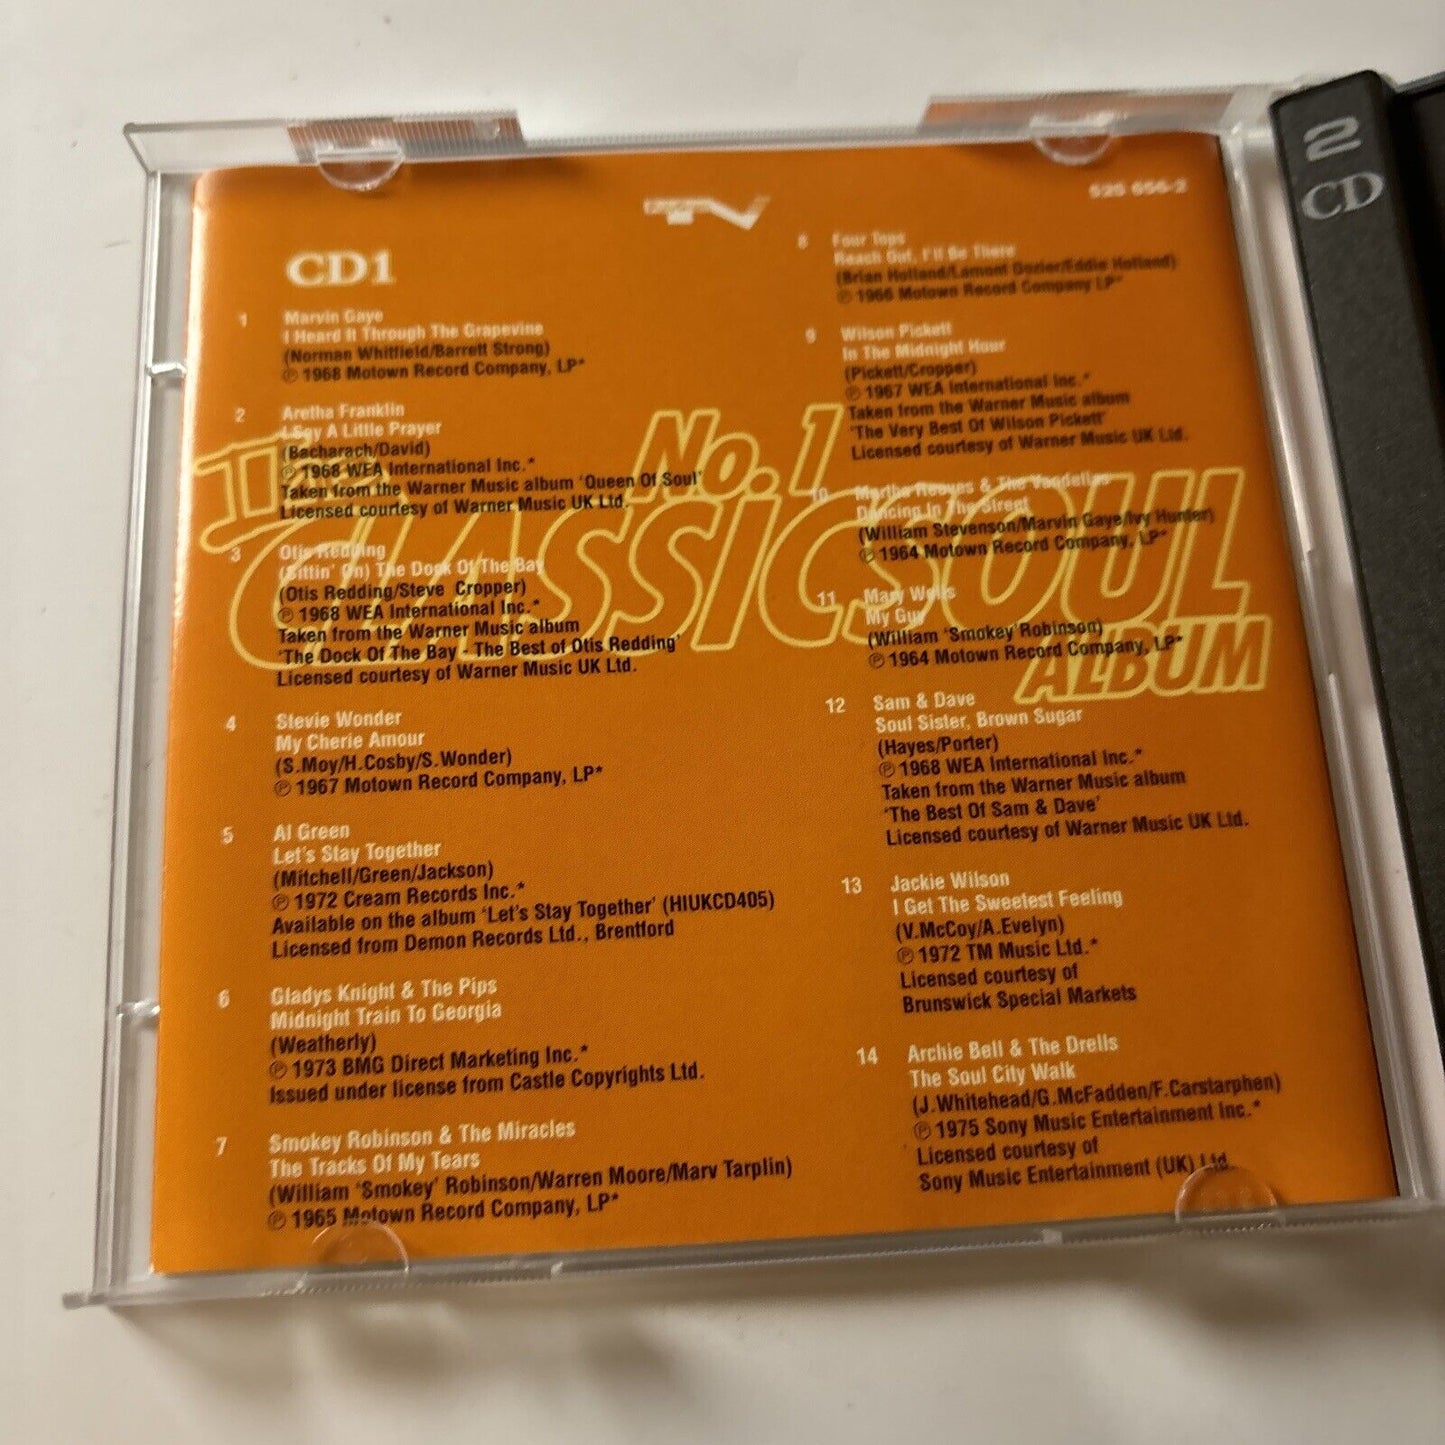 2
CD
525 656-2
TV
The
No.1
CLASSIC SOUL
ALBUM
CD1
1 Marvin Gaye
I Heard It Through The Grapevine
(Norman Whitfield/Barrett Strong)
℗ 1968 Motown Record Company, LP*
2 Aretha Franklin
I Say A Little Prayer
(Bacharach/David)
℗ 1968 WEA International Inc.*
Taken from the Warner Music album 'Queen Of Soul'
Licensed courtesy of Warner Music UK Ltd.
3 Otis Redding
(Sittin' On) The Dock Of The Bay
(Otis Redding/Steve Cropper)
℗ 1968 WEA International Inc.*
Taken from the Warner Music album
'The Dock Of The Bay - The Best of Otis Redding'
Licensed courtesy of Warner Music UK Ltd.
4 Stevie Wonder
My Cherie Amour
(S.Moy/H.Cosby/S.Wonder)
℗ 1967 Motown Record Company, LP*
5 Al Green
Let's Stay Together
(Mitchell/Green/Jackson)
℗ 1972 Cream Records Inc.*
Available on the album 'Let's Stay Together' (HIUKCD405)
Licensed from Demon Records Ltd., Brentford
6 Gladys Knight & The Pips
Midnight Train To Georgia
(Weatherly)
℗ 1973 BMG Direct Marketing Inc.*
Issued under license from Castle Copyrights Ltd.
7 Smokey Robinson & The Miracles
The Tracks Of My Tears
(William 'Smokey' Robinson/Warren Moore/Marv Tarplin)
℗ 1965 Motown Record Company, LP*
8 Four Tops
Reach Out, I'll Be There
(Brian Holland/Lamont Dozier/Eddie Holland)
℗ 1966 Motown Record Company LP*
9 Wilson Pickett
In The Midnight Hour
(Pickett/Cropper)
℗ 1967 WEA International Inc.*
Taken from the Warner Music album
'The Very Best Of Wilson Pickett'
Licensed courtesy of Warner Music UK Ltd.
10 Martha Reeves & The Vandellas
Dancing In The Street
(William Stevenson/Marvin Gaye/Ivy Hunter)
℗ 1964 Motown Record Company, LP*
11 Mary Wells
My Guy
(William 'Smokey' Robinson)
℗ 1964 Motown Record Company, LP*
12 Sam & Dave
Soul Sister, Brown Sugar
(Hayes/Porter)
℗ 1968 WEA International Inc.*
Taken from the Warner Music album
'The Best Of Sam & Dave'
Licensed courtesy of Warner Music UK Ltd.
13 Jackie Wilson
I Get The Sweetest Feeling
(V.McCoy/A.Evelyn)
℗ 1972 TM Music Ltd.*
Licensed courtesy of
Brunswick Special Markets
14 Archie Bell & The Drells
The Soul City Walk
(J.Whitehead/G.McFadden/F.Carstarphen)
℗ 1975 Sony Music Entertainment Inc.*
Licensed courtesy of
Sony Music Entertainment (UK) Ltd.